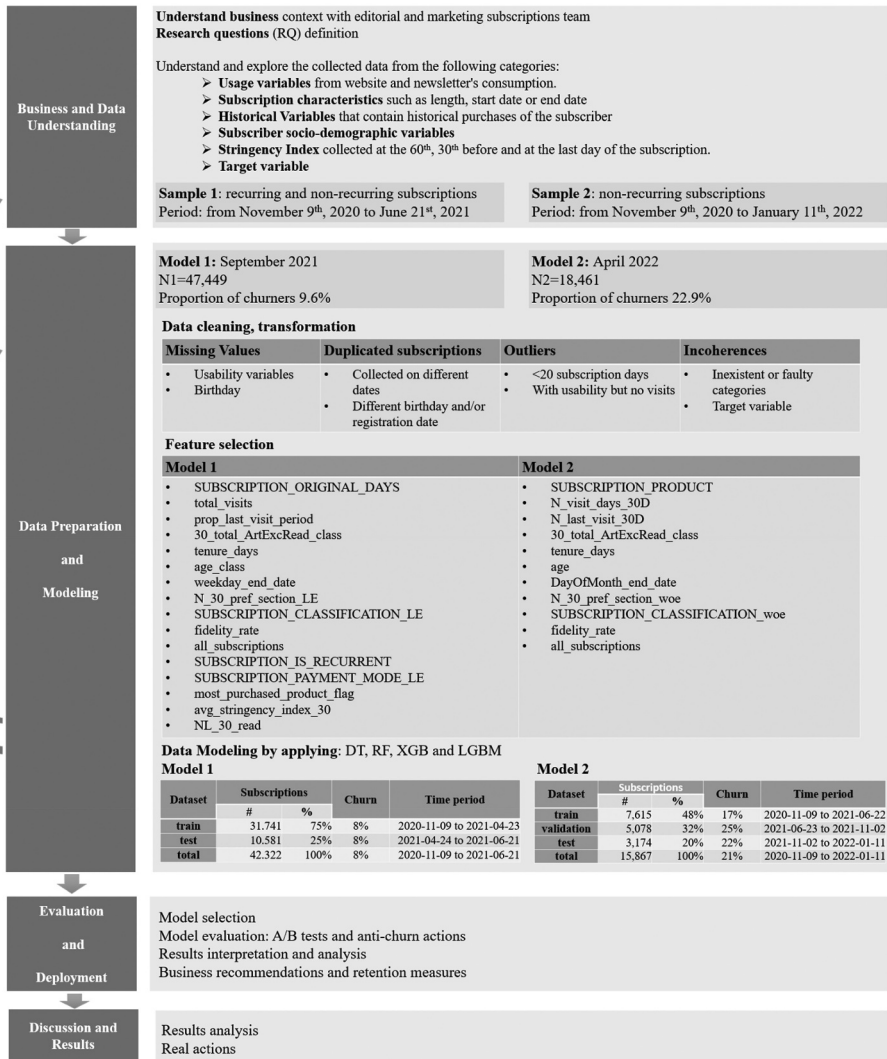 Business and Data
Understanding
Understand business context with editorial and marketing subscriptions team
Research questions (RQ) definition
Understand and explore the collected data from the following categories:
➢ Usage variables from website and newsletter's consumption.
➢ Subscription characteristics such as length, start date or end date
➢ Historical Variables that contain historical purchases of the subscriber
➢ Subscriber socio-demographic variables
➢ Stringency Index collected at the 60th, 30th before and at the last day of the subscription.
➢ Target variable
Sample 1: recurring and non-recurring subscriptions
Period: from November 9th, 2020 to June 21st, 2021
Sample 2: non-recurring subscriptions
Period: from November 9th, 2020 to January 11th, 2022
Data Preparation
and
Modeling
Model 1: September 2021
N1=47,449
Proportion of churners 9.6%
Model 2: April 2022
N2=18,461
Proportion of churners 22.9%
Data cleaning, transformation
Missing Values
• Usability variables
• Birthday
Duplicated subscriptions
• Collected on different
dates
• Different birthday and/or
registration date
Outliers
• <20 subscription days
• With usability but no visits
Incoherences
• Inexistent or faulty
categories
• Target variable
Feature selection
Model 1
• SUBSCRIPTION_ORIGINAL_DAYS
• total_visits
• prop_last_visit_period
• 30_total_ArtExcRead_class
• tenure_days
• age_class
• weekday_end_date
• N_30_pref_section_LE
• SUBSCRIPTION_CLASSIFICATION_LE
• fidelity_rate
• all_subscriptions
• SUBSCRIPTION_IS_RECURRENT
• SUBSCRIPTION_PAYMENT_MODE_LE
• most_purchased_product_flag
• avg_stringency_index_30
• NL_30_read
Model 2
• SUBSCRIPTION_PRODUCT
• N_visit_days_30D
• N_last_visit_30D
• 30_total_ArtExcRead_class
• tenure_days
• age
• DayOfMonth_end_date
• N_30_pref_section_woe
• SUBSCRIPTION_CLASSIFICATION_woe
• fidelity_rate
• all_subscriptions
Data Modeling by applying: DT, RF, XGB and LGBM
Model 1
Dataset Subscriptions Churn Time period
# %
train 31.741 75% 8% 2020-11-09 to 2021-04-23
test 10.581 25% 8% 2021-04-24 to 2021-06-21
total 42.322 100% 8% 2020-11-09 to 2021-06-21
Model 2
Dataset Subscriptions Churn Time period
# %
train 7,615 48% 17% 2020-11-09 to 2021-06-22
validation 5,078 32% 25% 2021-06-23 to 2021-11-02
test 3,174 20% 22% 2021-11-02 to 2022-01-11
total 15,867 100% 21% 2020-11-09 to 2022-01-11
Evaluation
and
Deployment
Model selection
Model evaluation: A/B tests and anti-churn actions
Results interpretation and analysis
Business recommendations and retention measures
Discussion and
Results
Results analysis
Real actions